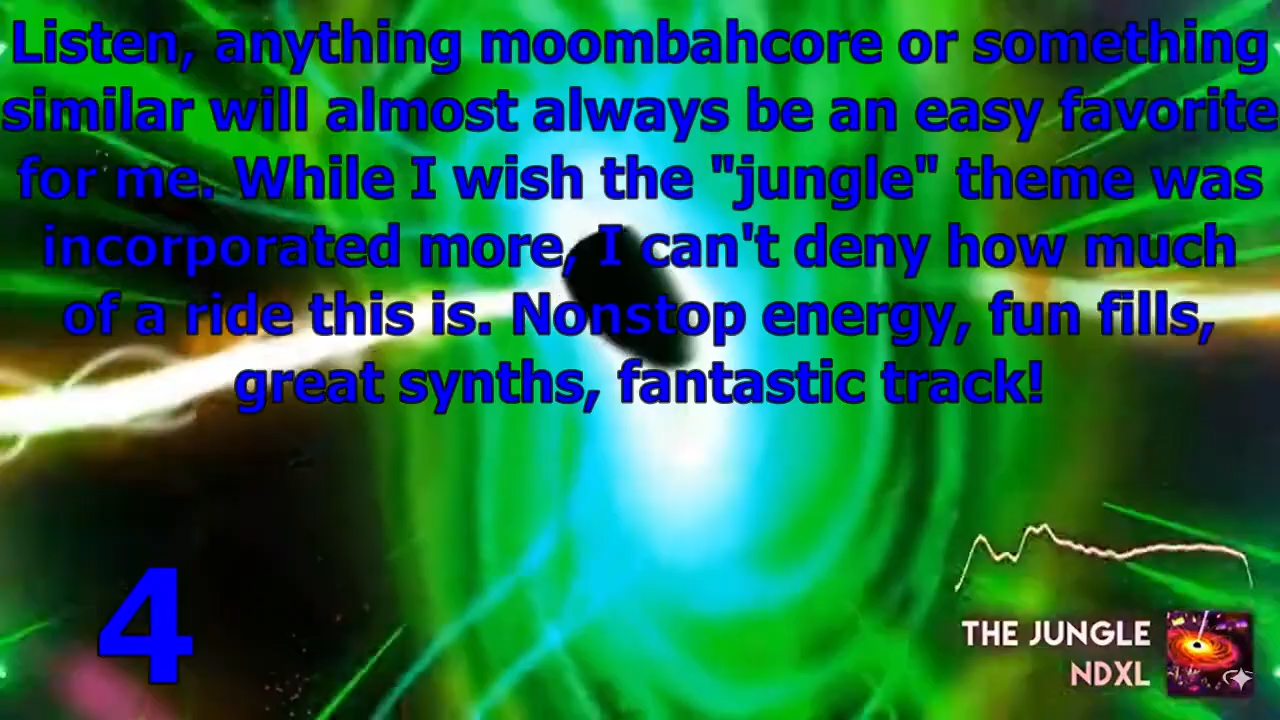 Listen, anything moombahcore or something
similar will almost always be an easy favorite
for me. While I wish the "jungle" theme was
incorporated more, I can't deny how much
of a ride this is. Nonstop energy, fun fills,
great synths, fantastic track!
4
THE JUNGLE
NDXL